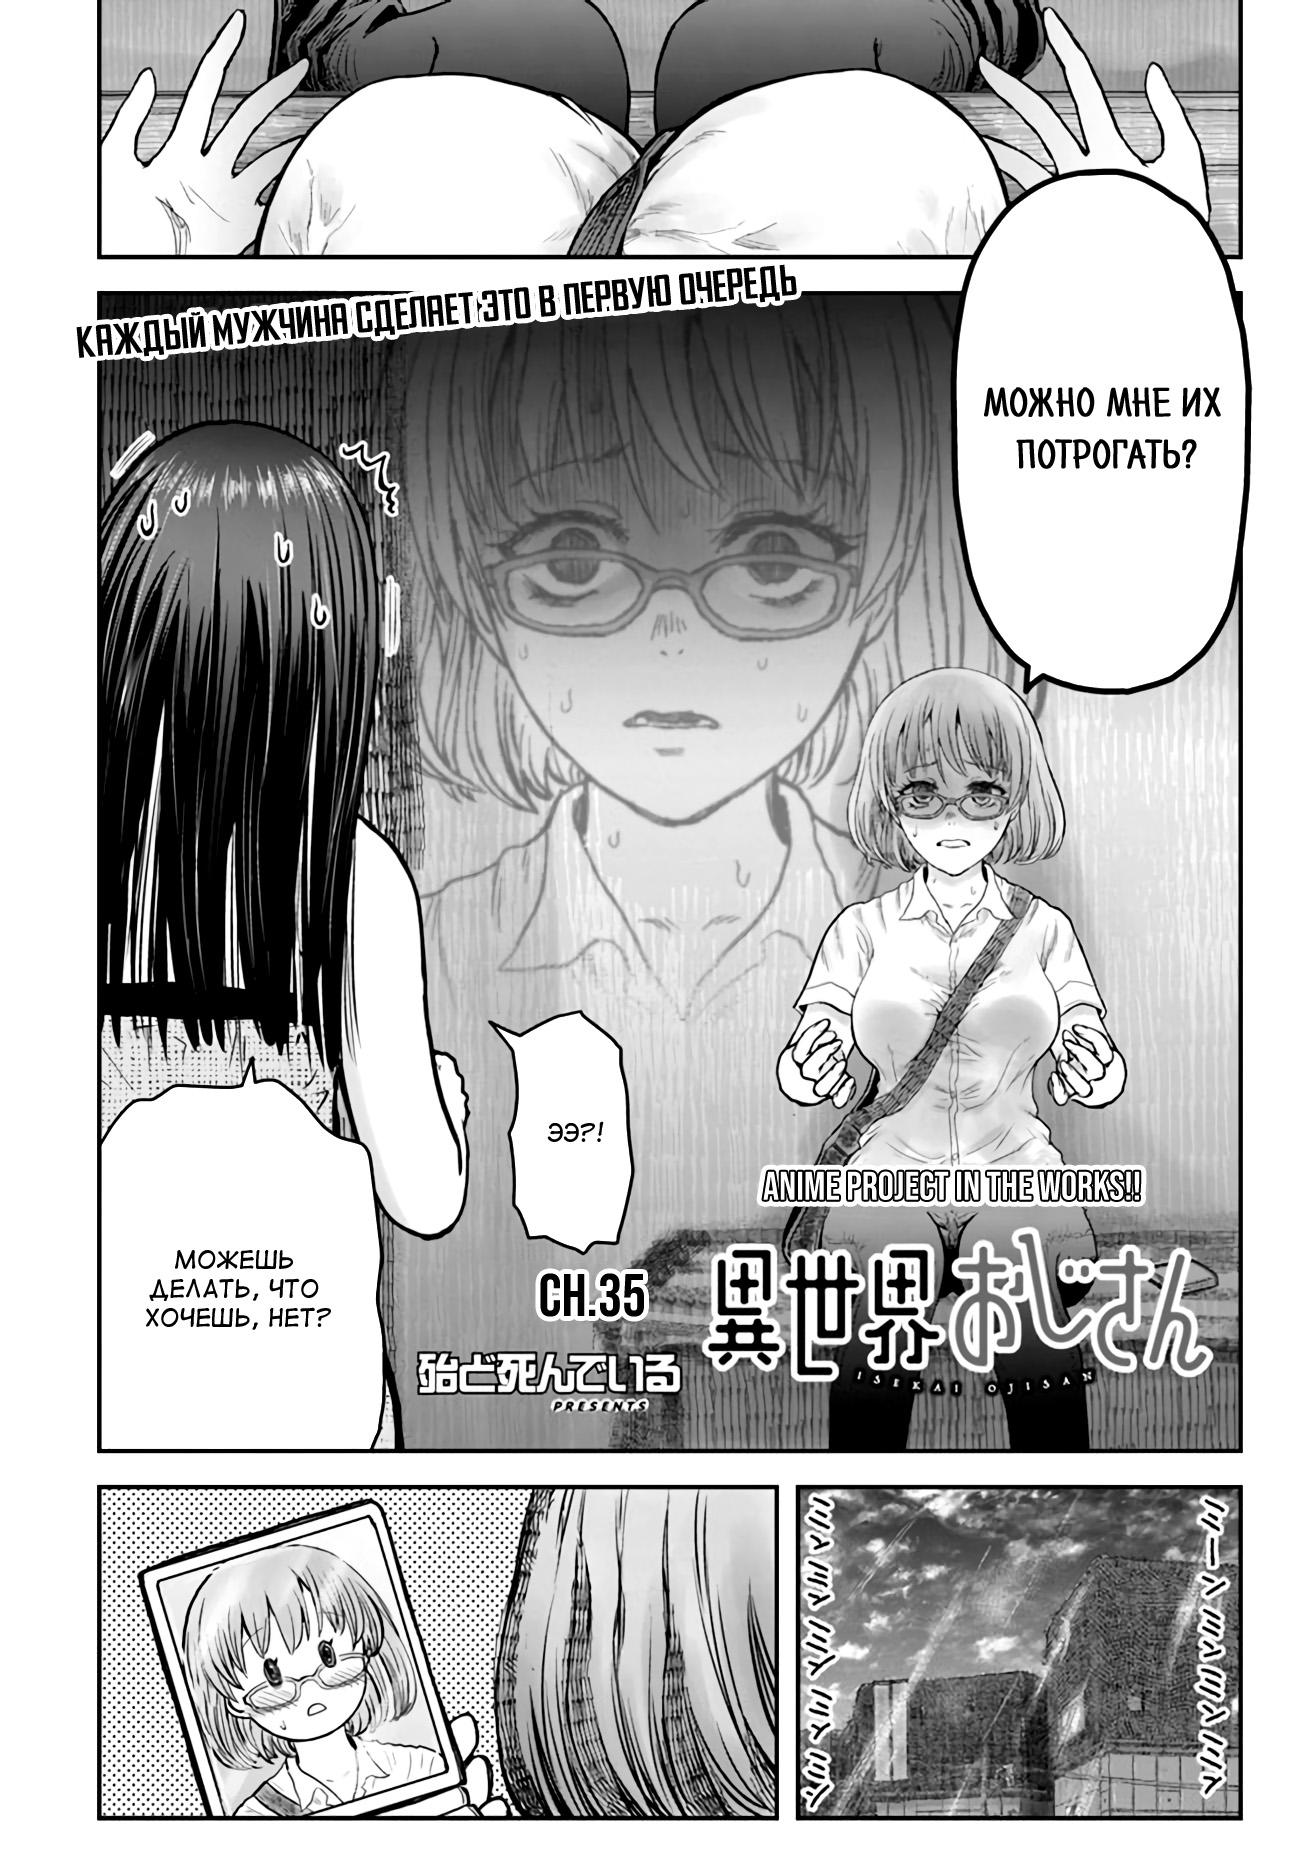 КАЖДЫЙ МУЖЧИНА СДЕЛАЕТ ЭТО В ПЕРВУЮ ОЧЕРЕДЬ
МОЖНО МНЕ ИХ
ПОТРОГАТЬ?
ЭЭ?!
МОЖЕШЬ
ДЕЛАТЬ, ЧТО
ХОЧЕШЬ, НЕТ?
ANIME PROJECT IN THE WORKS!!
CH.35
異世界おじさん
ISEKAI OJISAN
殆ど死んでいる
PRESENTS